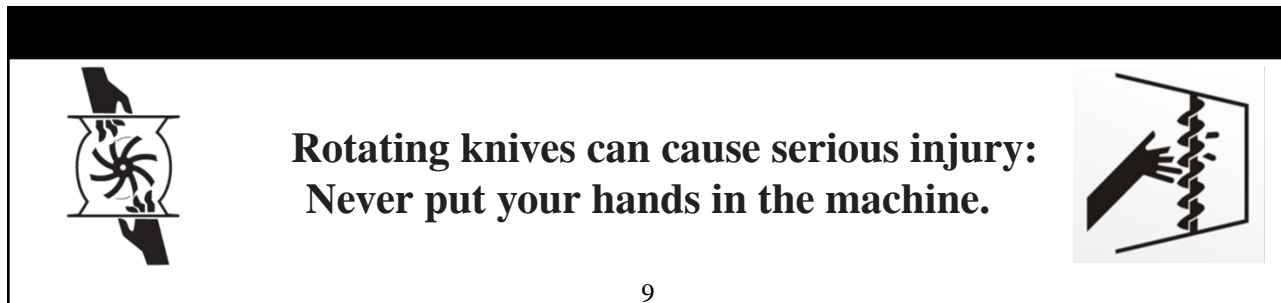 Rotating knives can cause serious injury:
Never put your hands in the machine.
9